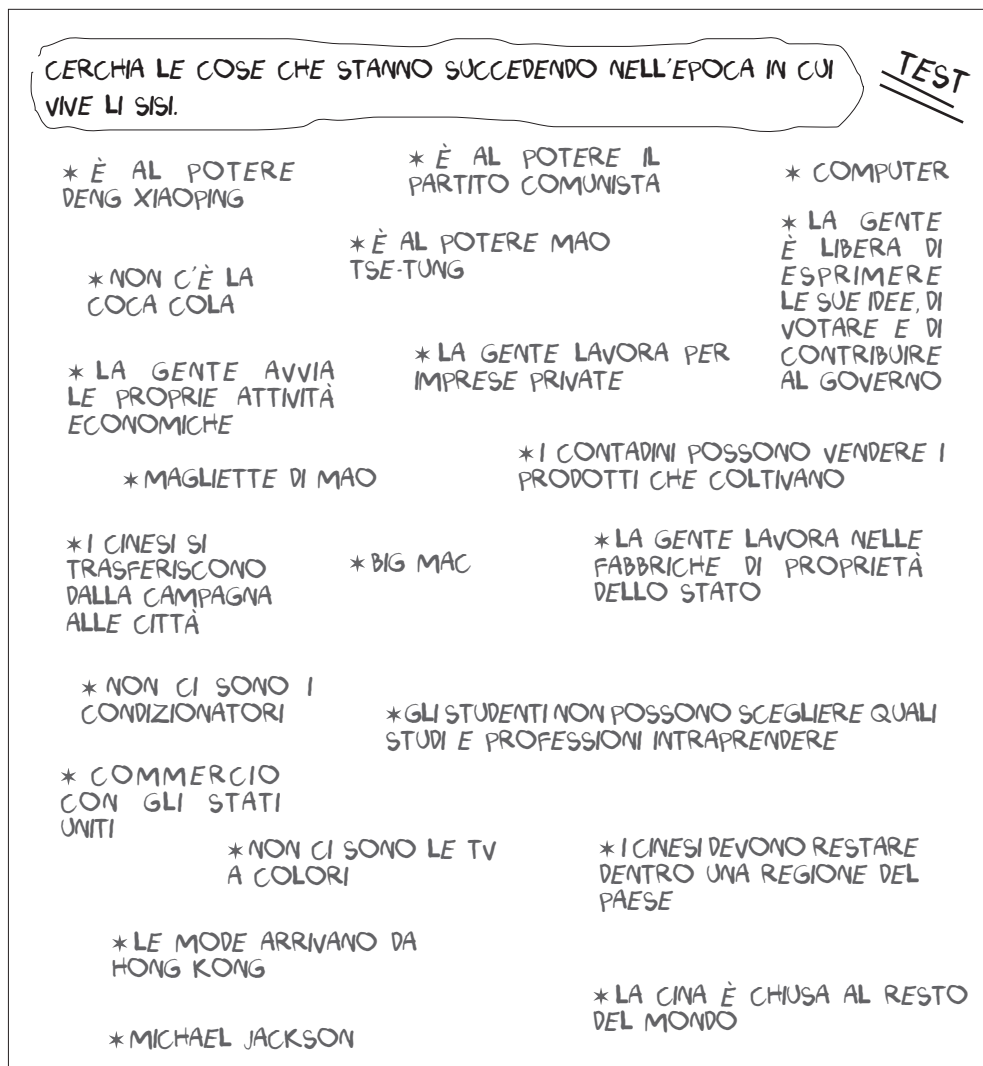 CERCHIA LE COSE CHE STANNO SUCCEDENDO NELL'EPOCA IN CUI
VIVE LI SISI.
TEST
* È AL POTERE
DENG XIAOPING
* È AL POTERE IL
PARTITO COMUNISTA
* COMPUTER
* È AL POTERE MAO
TSE-TUNG
* LA GENTE
È LIBERA DI
ESPRIMERE
LE SUE IDEE, DI
VOTARE E DI
CONTRIBUIRE
AL GOVERNO
* NON C'È LA
COCA COLA
* LA GENTE AVVIA
LE PROPRIE ATTIVITÀ
ECONOMICHE
* LA GENTE LAVORA PER
IMPRESE PRIVATE
* MAGLIETTE DI MAO
* I CONTADINI POSSONO VENDERE I
PRODOTTI CHE COLTIVANO
* I CINESI SI
TRASFERISCONO
DALLA CAMPAGNA
ALLE CITTÀ
* BIG MAC
* LA GENTE LAVORA NELLE
FABBRICHE DI PROPRIETÀ
DELLO STATO
* NON CI SONO I
CONDIZIONATORI
* GLI STUDENTI NON POSSONO SCEGLIERE QUALI
STUDI E PROFESSIONI INTRAPRENDERE
* COMMERCIO
CON GLI STATI
UNITI
* NON CI SONO LE TV
A COLORI
* I CINESI DEVONO RESTARE
DENTRO UNA REGIONE DEL
PAESE
* LE MODE ARRIVANO DA
HONG KONG
* LA CINA È CHIUSA AL RESTO
DEL MONDO
* MICHAEL JACKSON